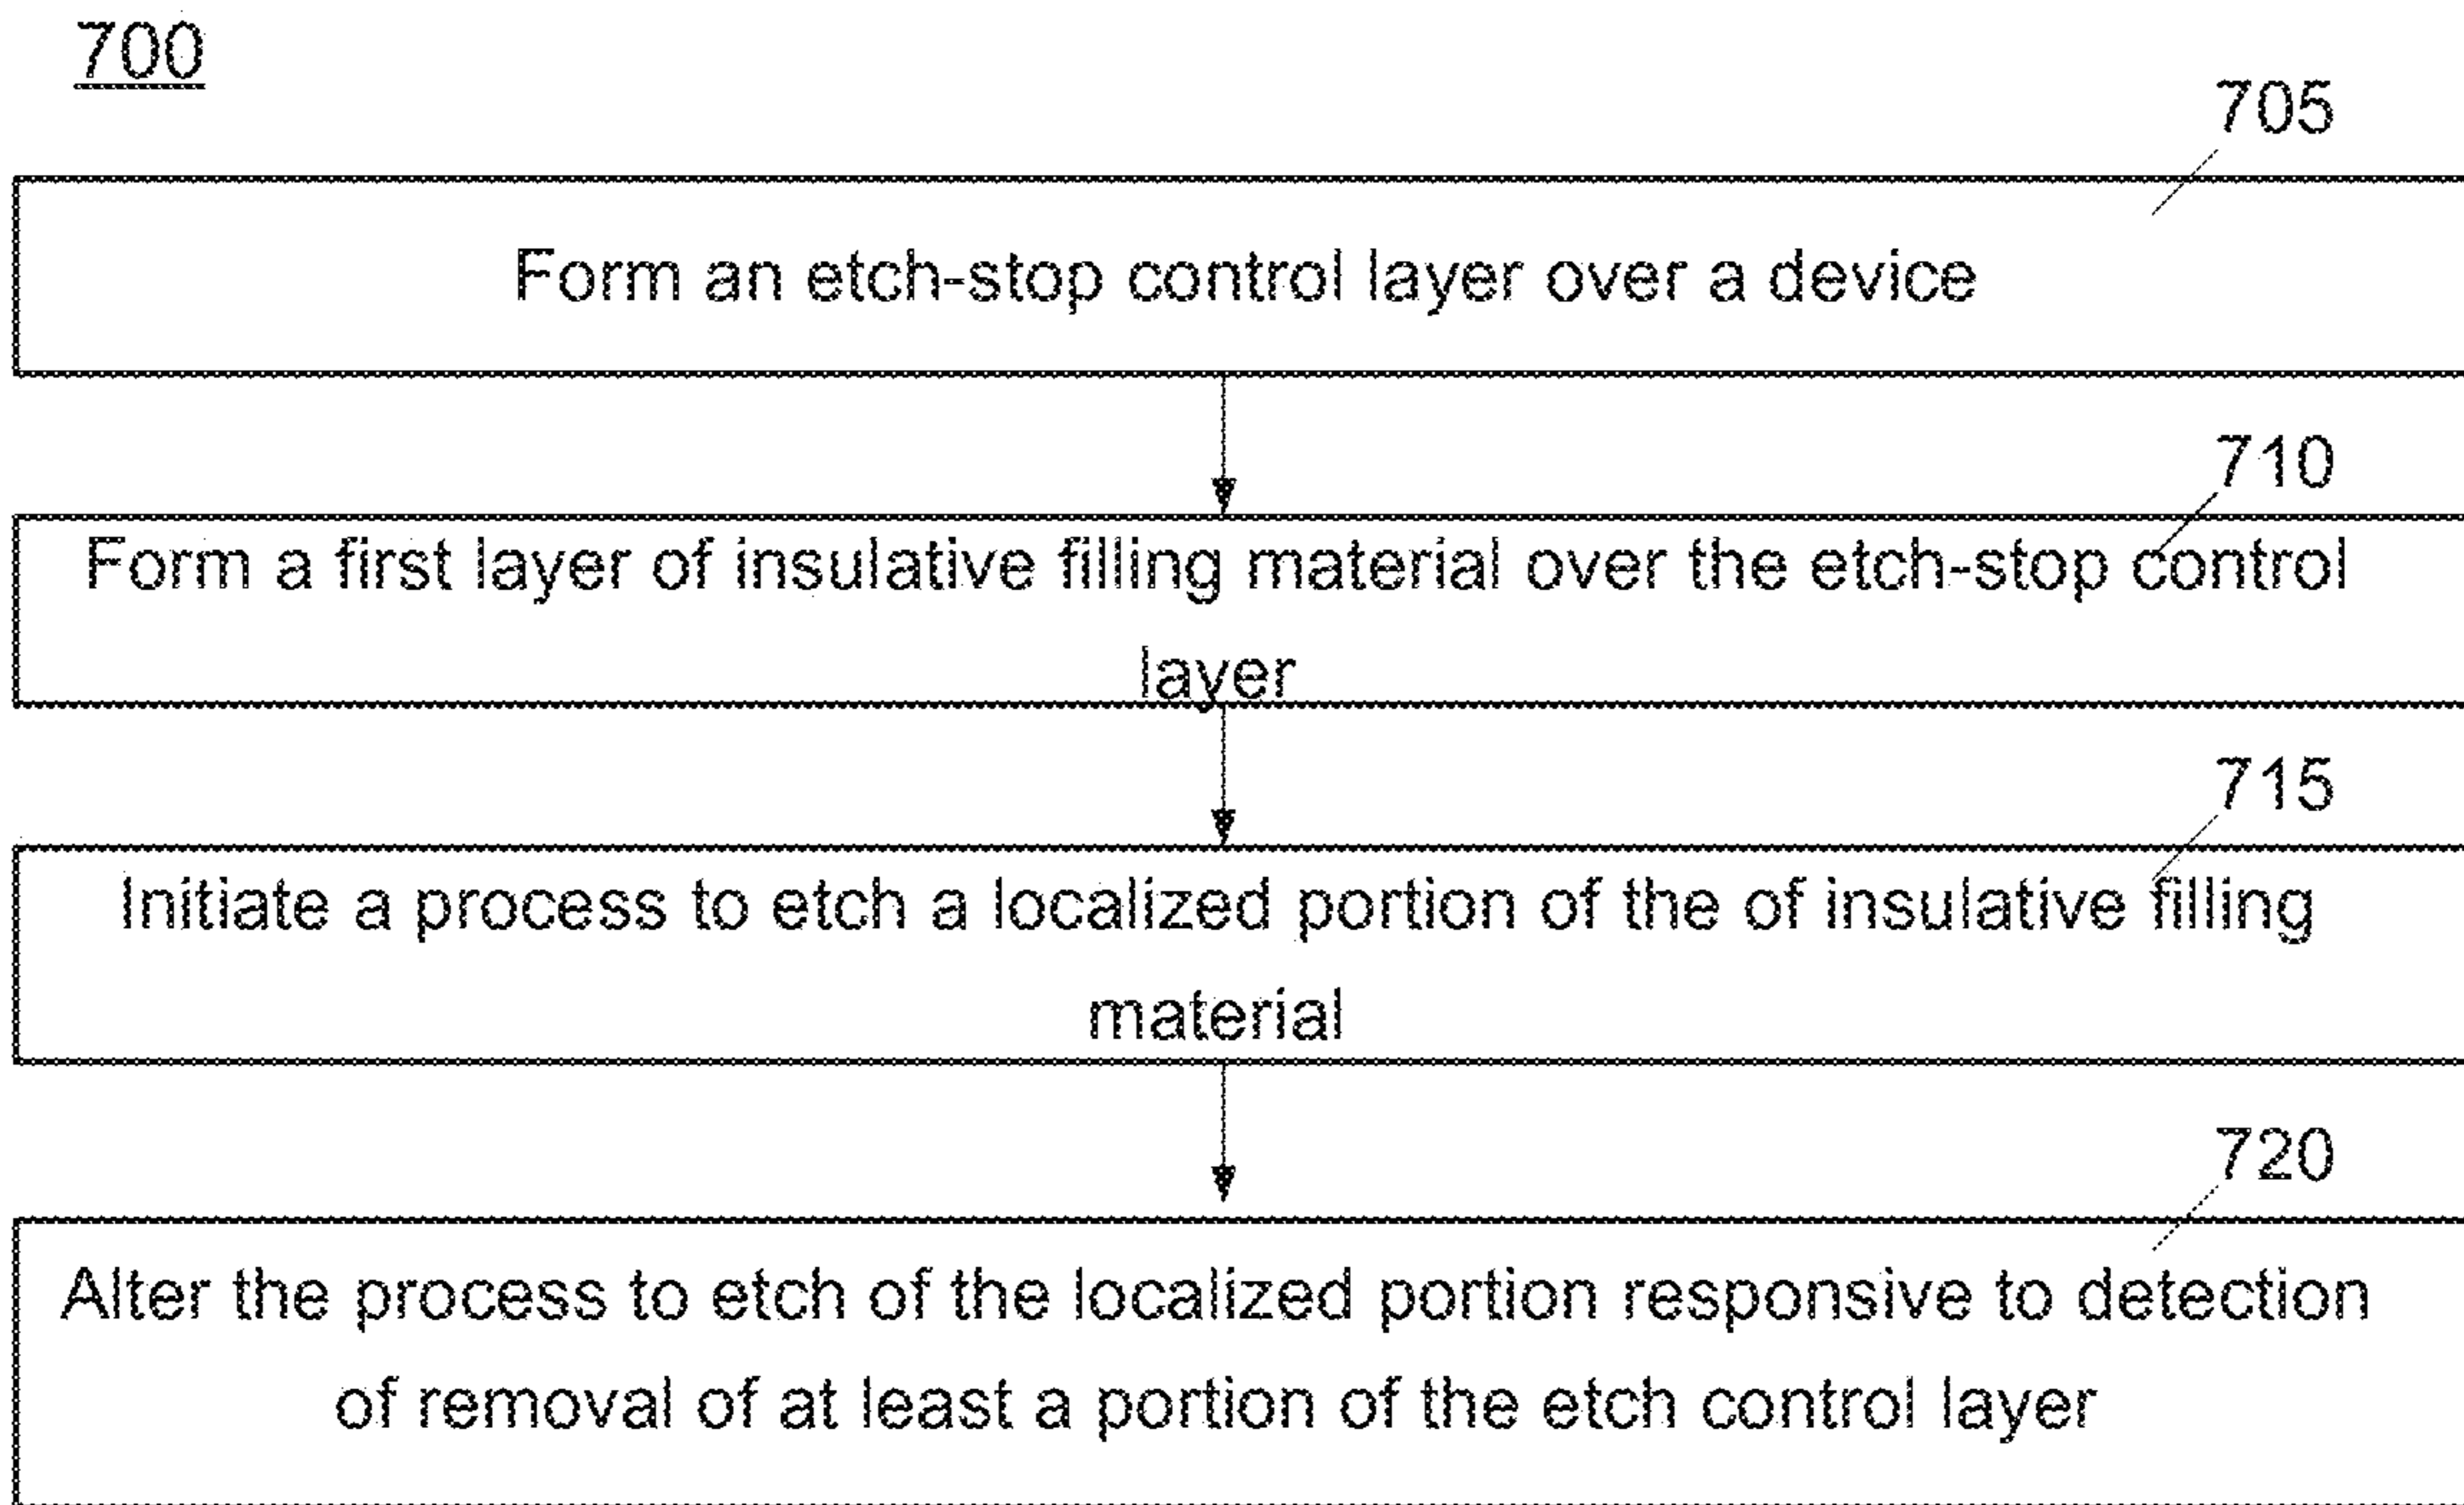 700
705
Form an etch-stop control layer over a device
710
Form a first layer of insulative filling material over the etch-stop control
layer
715
Initiate a process to etch a localized portion of the of insulative filling
material
720
Alter the process to etch of the localized portion responsive to detection
of removal of at least a portion of the etch control layer